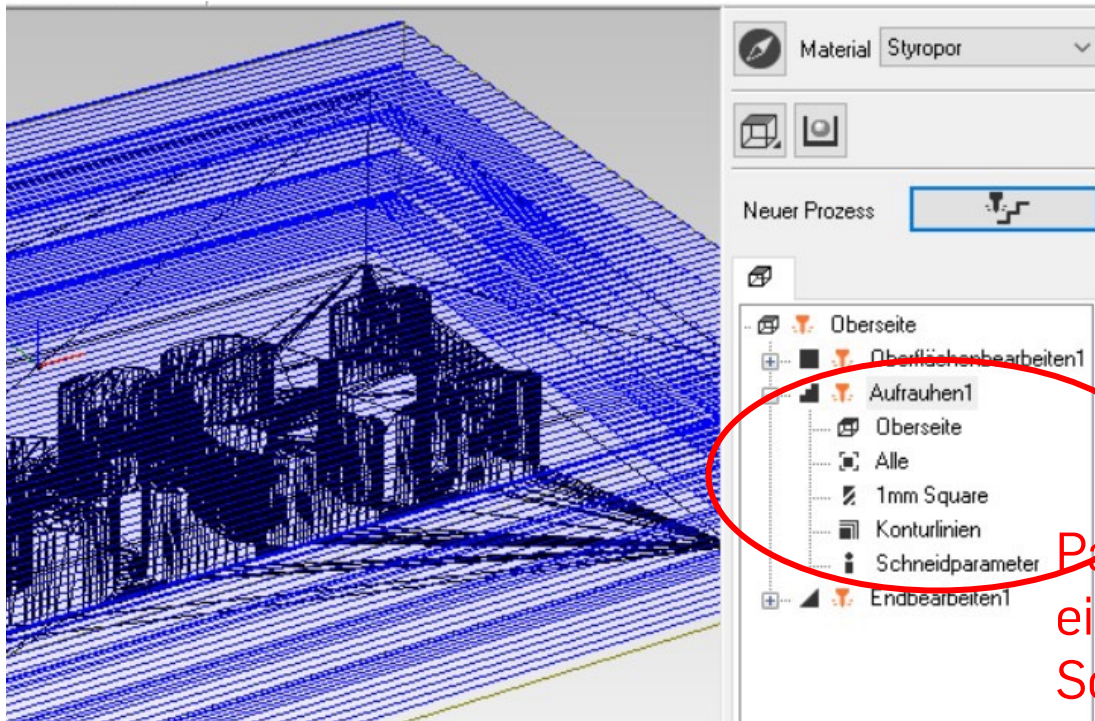 Material Styropor
Neuer Prozess
Oberseite
Oberflächenbearbeiten1
Aufrauhen1
Oberseite
Alle
1mm Square
Konturlinien
Schneidparameter
Endbearbeiten1